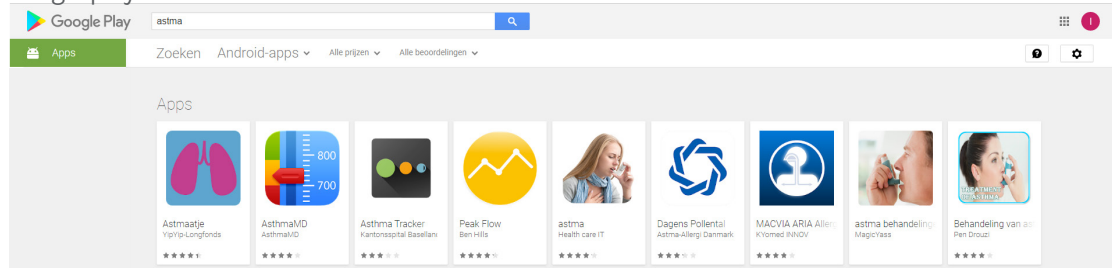 Google Play
astma
I
Apps
Zoeken Android-apps Alle prijzen Alle beoordelingen
Apps
800
700
TREATMENT
Astmaatje
YipYip-Longfonds
AsthmaMD
AsthmaMD
Asthma Tracker
Kantonsspital Basellan
Peak Flow
Ben Hills
astma
Health care IT
Dagens Pollental
Astma-Allergi Danmark
MACVIA ARIA Aller
KYomed INNOV
astma behandeling
MagicYass
Behandeling van as
Pen Drouzi